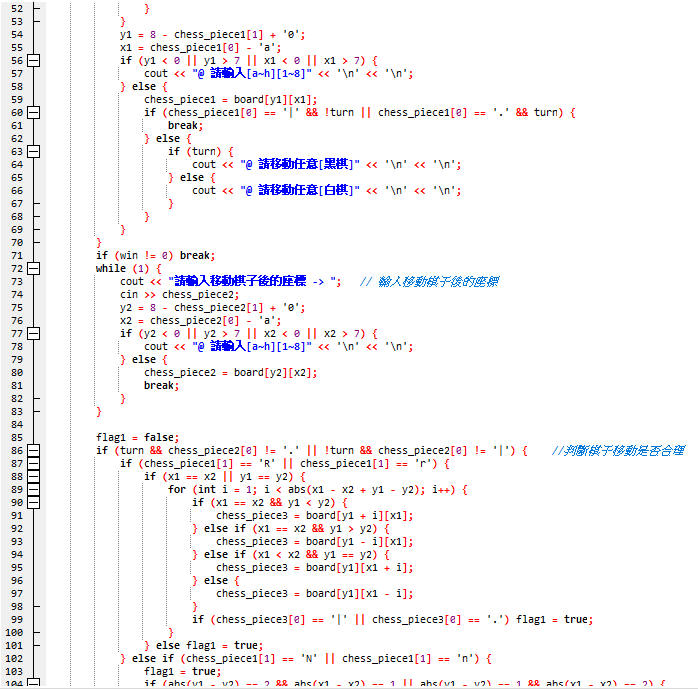 52 }
53 }
54 y1 = 8 - chess_piece1[1] + '0';
55 x1 = chess_piece1[0] - 'a';
56 if (y1 < 0 || y1 > 7 || x1 < 0 || x1 > 7) {
57 cout << "@ 請輸入[a~h][1~8]" << '\n' << '\n';
58 } else {
59 chess_piece1 = board[y1][x1];
60 if (chess_piece1[0] == '|' && !turn || chess_piece1[0] == '.' && turn) {
61 break;
62 } else {
63 if (turn) {
64 cout << "@ 請移動任意[黑棋]" << '\n' << '\n';
65 } else {
66 cout << "@ 請移動任意[白棋]" << '\n' << '\n';
67 }
68 }
69 }
70 }
71 if (win != 0) break;
72 while (1) {
73 cout << "請輸入移動棋子後的座標 -> "; // 輸入移動棋子後的座標
74 cin >> chess_piece2;
75 y2 = 8 - chess_piece2[1] + '0';
76 x2 = chess_piece2[0] - 'a';
77 if (y2 < 0 || y2 > 7 || x2 < 0 || x2 > 7) {
78 cout << "@ 請輸入[a~h][1~8]" << '\n' << '\n';
79 } else {
80 chess_piece2 = board[y2][x2];
81 break;
82 }
83 }
84
85 flag1 = false;
86 if (turn && chess_piece2[0] != '.' || !turn && chess_piece2[0] != '|') { //判斷棋子移動是否合理
87 if (chess_piece1[1] == 'R' || chess_piece1[1] == 'r') {
88 if (x1 == x2 || y1 == y2) {
89 for (int i = 1; i < abs(x1 - x2 + y1 - y2); i++) {
90 if (x1 == x2 && y1 < y2) {
91 chess_piece3 = board[y1 + i][x1];
92 } else if (x1 == x2 && y1 > y2) {
93 chess_piece3 = board[y1 - i][x1];
94 } else if (x1 < x2 && y1 == y2) {
95 chess_piece3 = board[y1][x1 + i];
96 } else {
97 chess_piece3 = board[y1][x1 - i];
98 }
99 if (chess_piece3[0] == '|' || chess_piece3[0] == '.') flag1 = true;
100 }
101 } else flag1 = true;
102 } else if (chess_piece1[1] == 'N' || chess_piece1[1] == 'n') {
103 flag1 = true;
104 if (abs(y1 - y2) == 2 && abs(x1 - x2) == 1 || abs(y1 - y2) == 1 && abs(x1 - x2) == 2) {